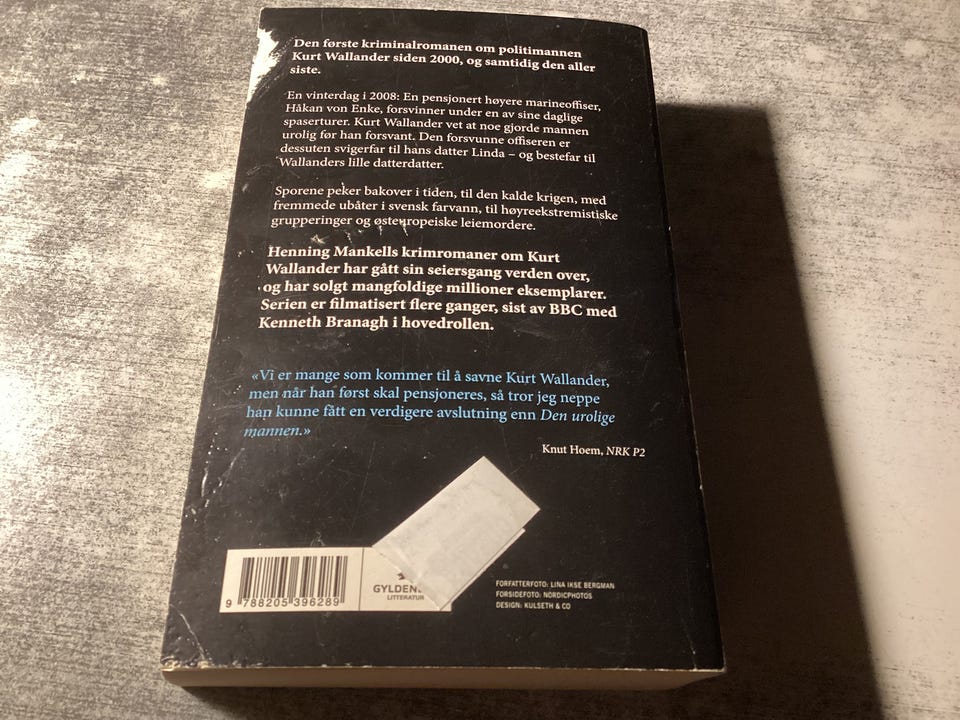 Den første kriminalromanen om politimannen
Kurt Wallander siden 2000, og samtidig den aller
siste.
En vinterdag i 2008: En pensjonert høyere marineoffiser,
Håkan von Enke, forsvinner under en av sine daglige
spaserturer. Kurt Wallander vet at noe gjorde mannen
urolig før han forsvant. Den forsvunne offiseren er
dessuten svigerfar til hans datter Linda – og bestefar til
Wallanders lille datterdatter.
Sporene peker bakover i tiden, til den kalde krigen, med
fremmede ubåter i svensk farvann, til høyreekstremistiske
grupperinger og østeuropeiske leiemordere.
Henning Mankells krimromaner om Kurt
Wallander har gått sin seiersgang verden over,
og har solgt mangfoldige millioner eksemplarer.
Serien er filmatisert flere ganger, sist av BBC med
Kenneth Branagh i hovedrollen.
«Vi er mange som kommer til å savne Kurt Wallander,
men når han først skal pensjoneres, så tror jeg neppe
han kunne fått en verdigere avslutning enn Den urolige
mannen.»
Knut Hoem, NRK P2
9 788205 396289
GYLDEN
LITTERATUR
FORFATTERFOTO: LINA IKSE BERGMAN
FORSIDEFOTO: NORDICPHOTOS
DESIGN: KULSETH & CO